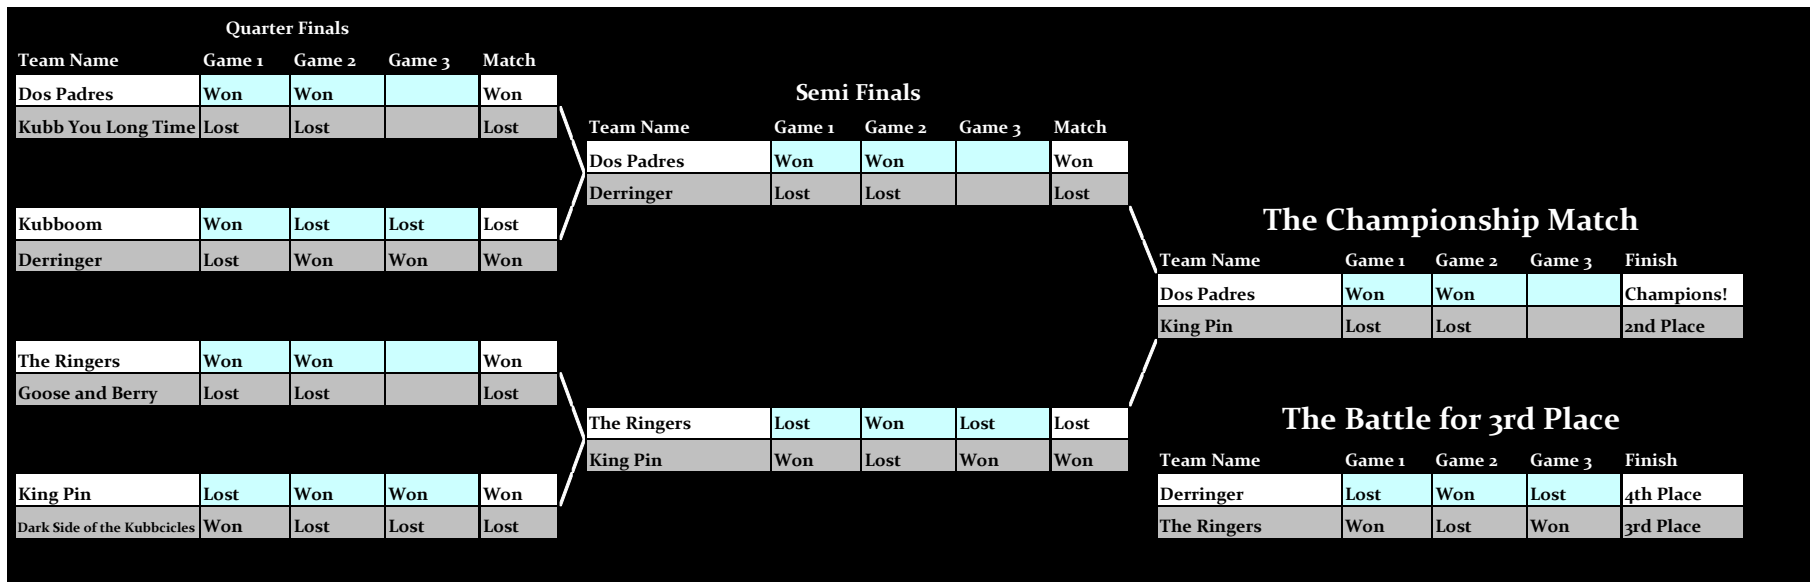 Quarter Finals
Team Name Game 1 Game 2 Game 3 Match
Dos Padres Won Won Won
Kubb You Long Time Lost Lost Lost
Kubboom Won Lost Lost Lost
Derringer Lost Won Won Won
The Ringers Won Won Won
Goose and Berry Lost Lost Lost
King Pin Lost Won Won Won
Dark Side of the Kubbcicles Won Lost Lost Lost
Semi Finals
Team Name Game 1 Game 2 Game 3 Match
Dos Padres Won Won Won
Derringer Lost Lost Lost
The Ringers Lost Won Lost Lost
King Pin Won Lost Won Won
The Championship Match
Team Name Game 1 Game 2 Game 3 Finish
Dos Padres Won Won Champions!
King Pin Lost Lost 2nd Place
The Battle for 3rd Place
Team Name Game 1 Game 2 Game 3 Finish
Derringer Lost Won Lost 4th Place
The Ringers Won Lost Won 3rd Place